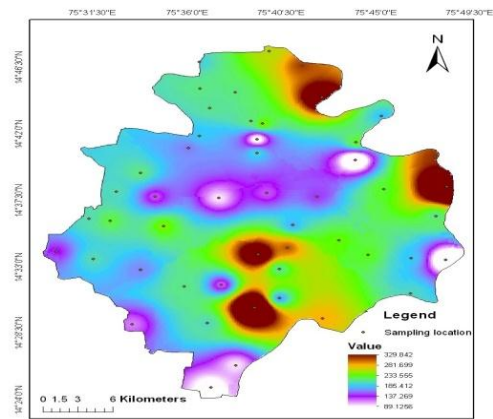 75°31'30"E 75°36'0"E 75°40'30"E 75°45'0"E 75°49'30"E
N
14°46'30"N
14°42'0"N
14°37'30"N
14°33'0"N
14°28'30"N
14°24'0"N
Legend
Sampling location
Value
329.842
281.699
233.555
185.412
137.269
89.1256
0 1.5 3 6 Kilometers